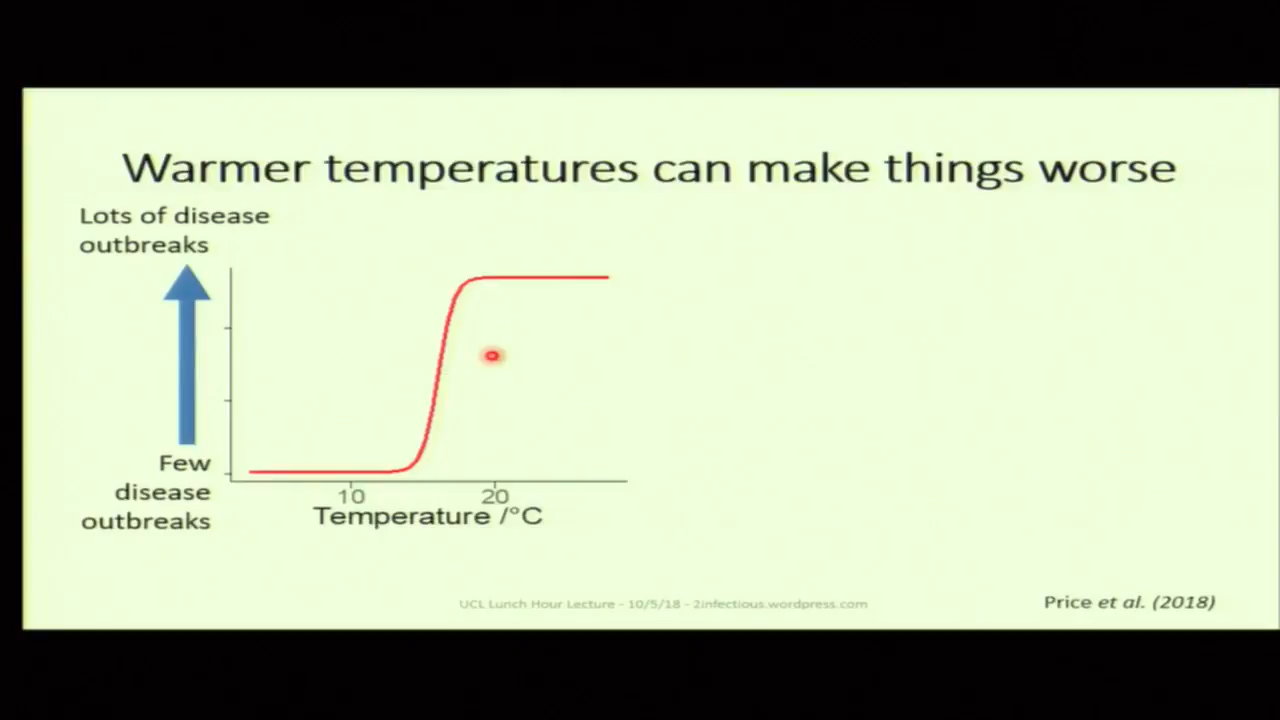 Warmer temperatures can make things worse
Lots of disease
outbreaks
Few
disease
outbreaks
10
20
Temperature /°C
UCL Lunch Hour Lecture - 10/5/18 - 2infectious.wordpress.com
Price et al. (2018)